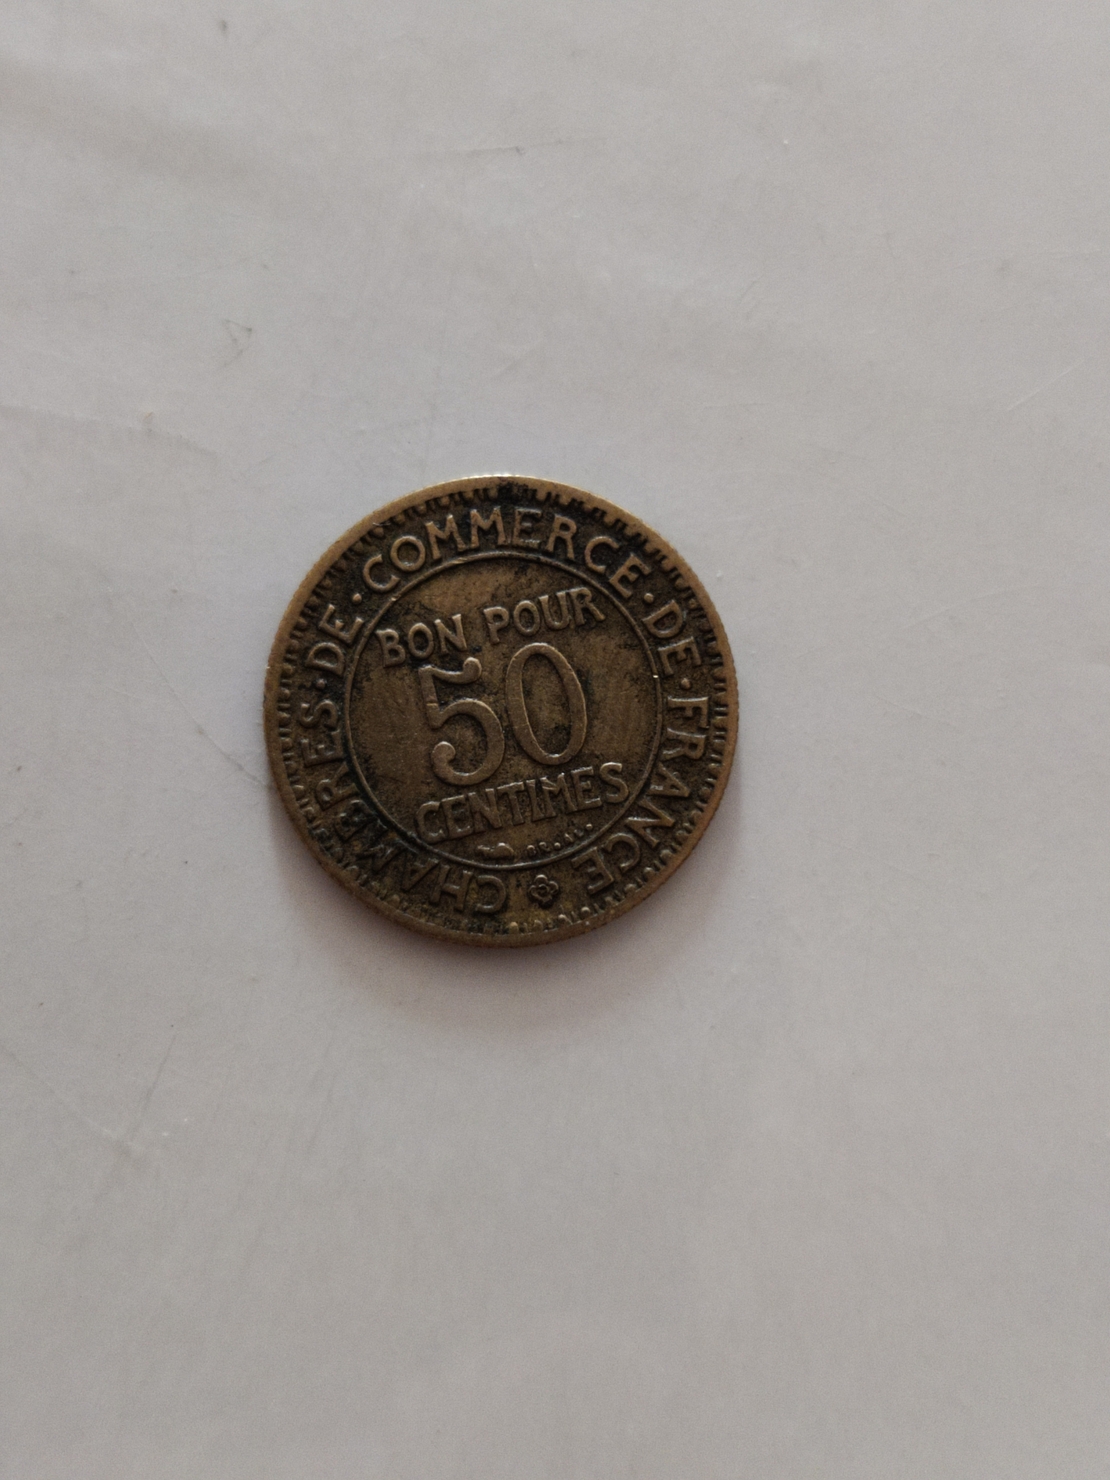 CHAMBRES·DE·COMMERCE·DE·FRANCE
BON POUR
50
CENTIMES